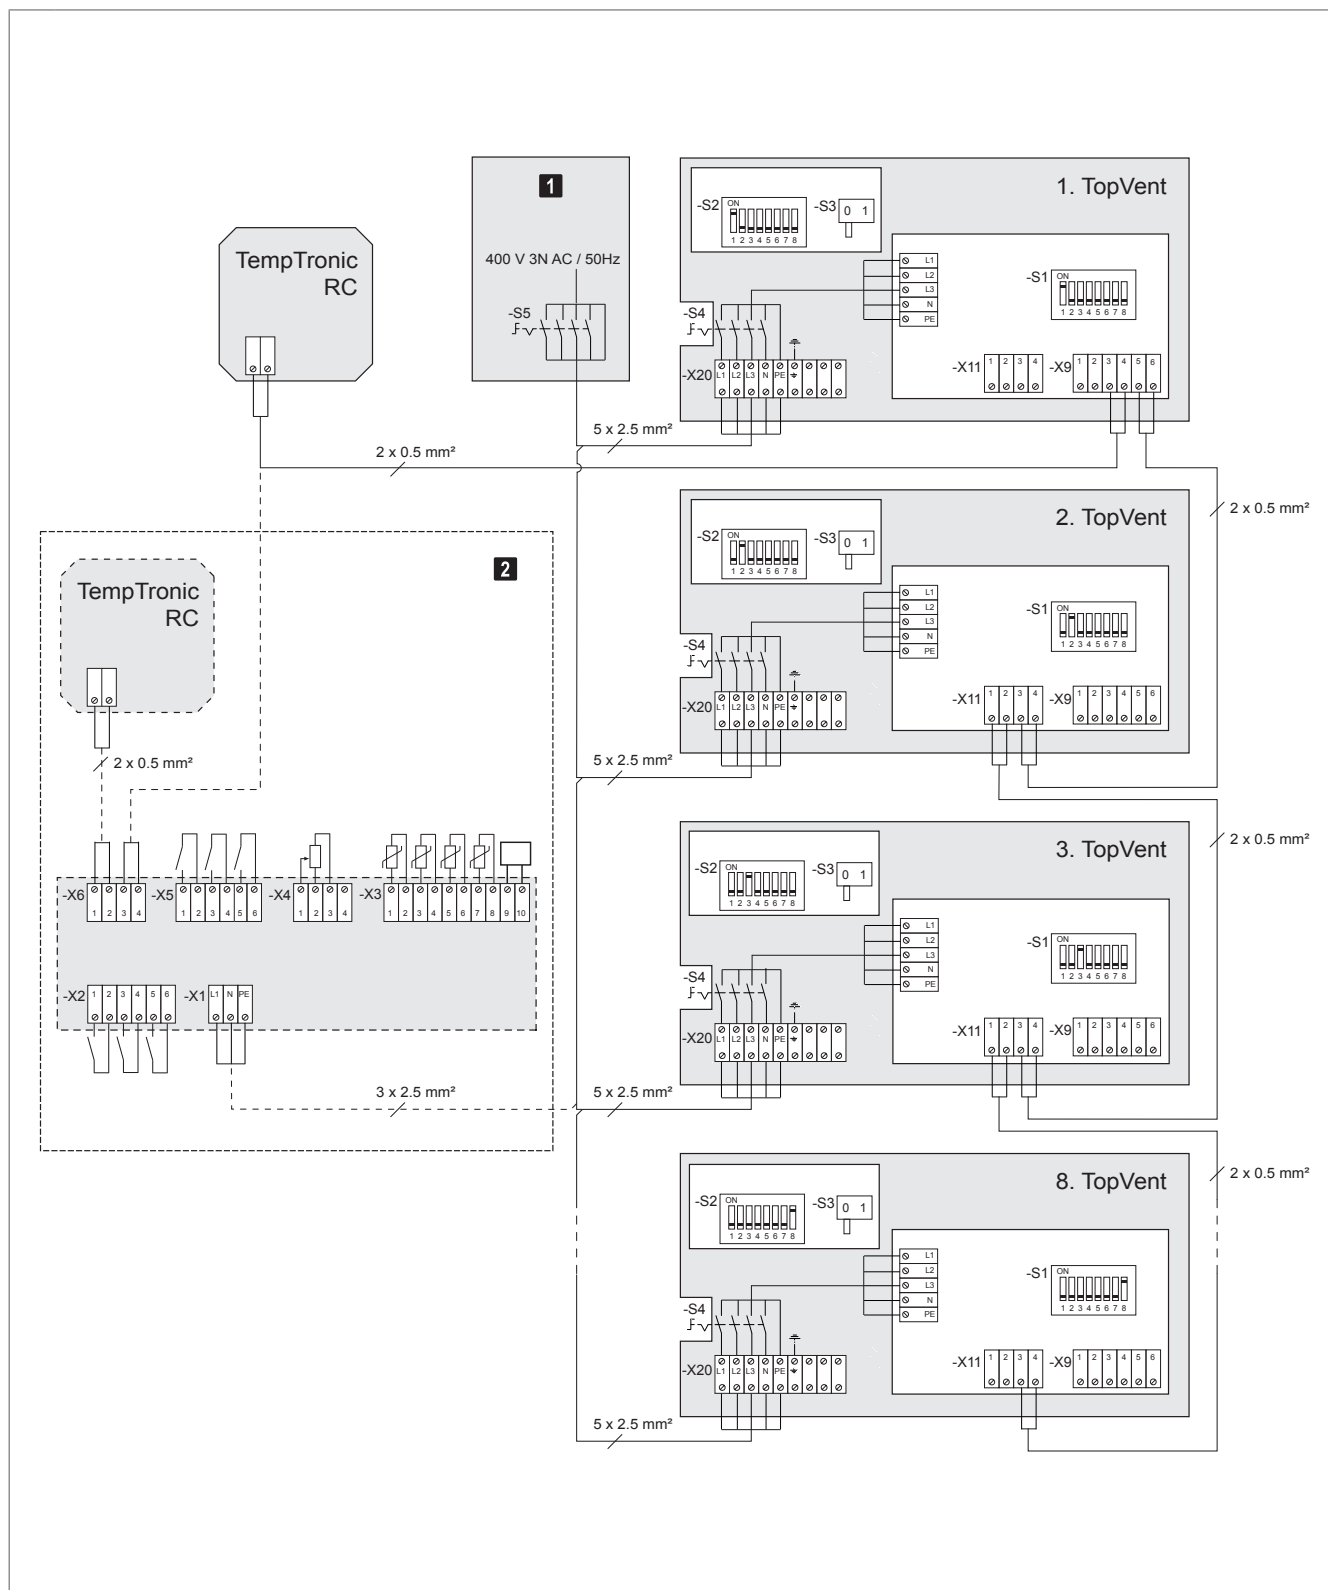 1
400 V 3N AC / 50Hz
-S5
TempTronic
RC
1. TopVent
-S2
ON
1 2 3 4 5 6 7 8
-S3
0 1
-S1
ON
1 2 3 4 5 6 7 8
L1
L2
L3
N
PE
-S4
-X20
L1 L2 L3 N PE
-X11
1 2 3 4
-X9
1 2 3 4 5 6
5 x 2.5 mm²
2 x 0.5 mm²
2 x 0.5 mm²
2. TopVent
-S2
ON
1 2 3 4 5 6 7 8
-S3
0 1
-S1
ON
1 2 3 4 5 6 7 8
L1
L2
L3
N
PE
-S4
-X20
L1 L2 L3 N PE
-X11
1 2 3 4
-X9
1 2 3 4 5 6
5 x 2.5 mm²
2
TempTronic
RC
2 x 0.5 mm²
2 x 0.5 mm²
3. TopVent
-S2
ON
1 2 3 4 5 6 7 8
-S3
0 1
-S1
ON
1 2 3 4 5 6 7 8
L1
L2
L3
N
PE
-S4
-X20
L1 L2 L3 N PE
-X11
1 2 3 4
-X9
1 2 3 4 5 6
-X6
1 2 3 4
-X5
1 2 3 4 5 6
-X4
1 2 3 4
-X3
1 2 3 4 5 6 7 8 9 10
-X2
1 2 3 4 5 6
-X1
L1 N PE
3 x 2.5 mm²
5 x 2.5 mm²
2 x 0.5 mm²
8. TopVent
-S2
ON
1 2 3 4 5 6 7 8
-S3
0 1
-S1
ON
1 2 3 4 5 6 7 8
L1
L2
L3
N
PE
-S4
-X20
L1 L2 L3 N PE
-X11
1 2 3 4
-X9
1 2 3 4 5 6
5 x 2.5 mm²